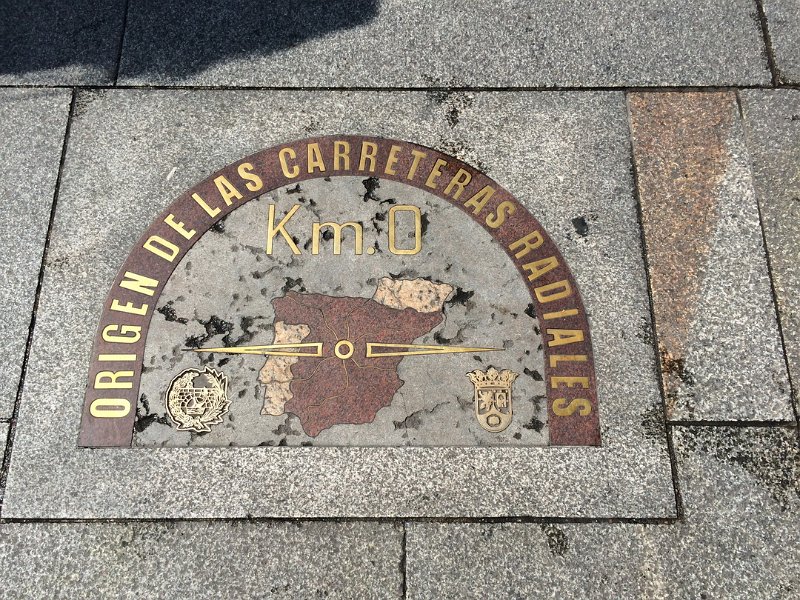 ORIGEN DE LAS CARRETERAS RADIALES
Km. 0